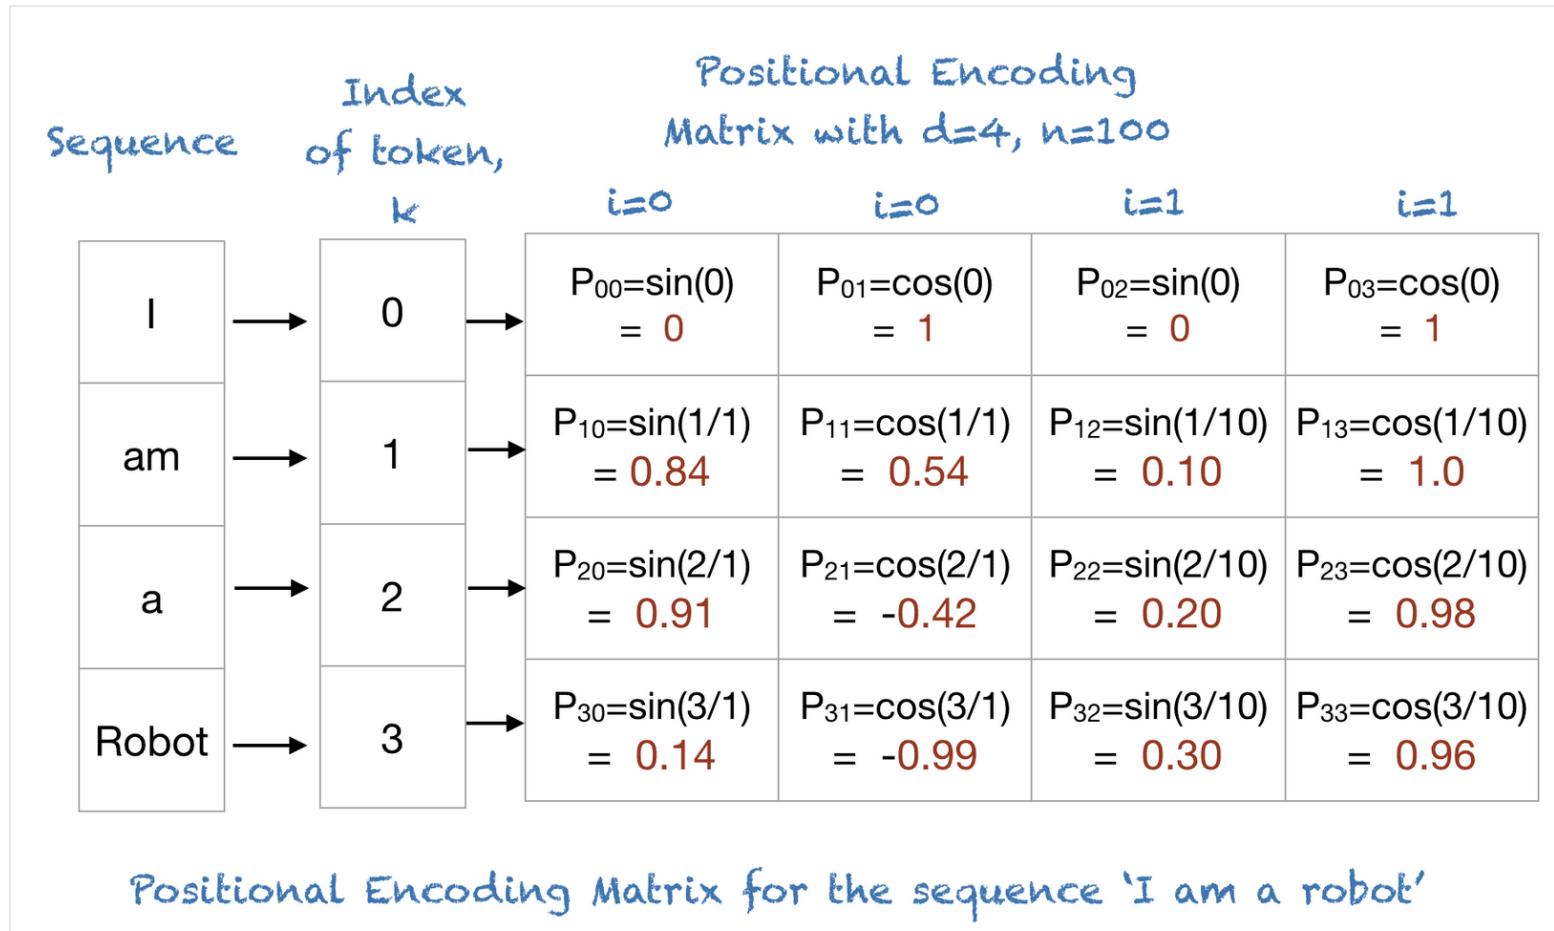 Sequence
Index
of token,
k
Positional Encoding
Matrix with d=4, n=100
i=0 i=0 i=1 i=1
I 0 P₀₀=sin(0) P₀₁=cos(0) P₀₂=sin(0) P₀₃=cos(0)
= 0 = 1 = 0 = 1
am 1 P₁₀=sin(1/1) P₁₁=cos(1/1) P₁₂=sin(1/10) P₁₃=cos(1/10)
= 0.84 = 0.54 = 0.10 = 1.0
a 2 P₂₀=sin(2/1) P₂₁=cos(2/1) P₂₂=sin(2/10) P₂₃=cos(2/10)
= 0.91 = -0.42 = 0.20 = 0.98
Robot 3 P₃₀=sin(3/1) P₃₁=cos(3/1) P₃₂=sin(3/10) P₃₃=cos(3/10)
= 0.14 = -0.99 = 0.30 = 0.96
Positional Encoding Matrix for the sequence ‘I am a robot’